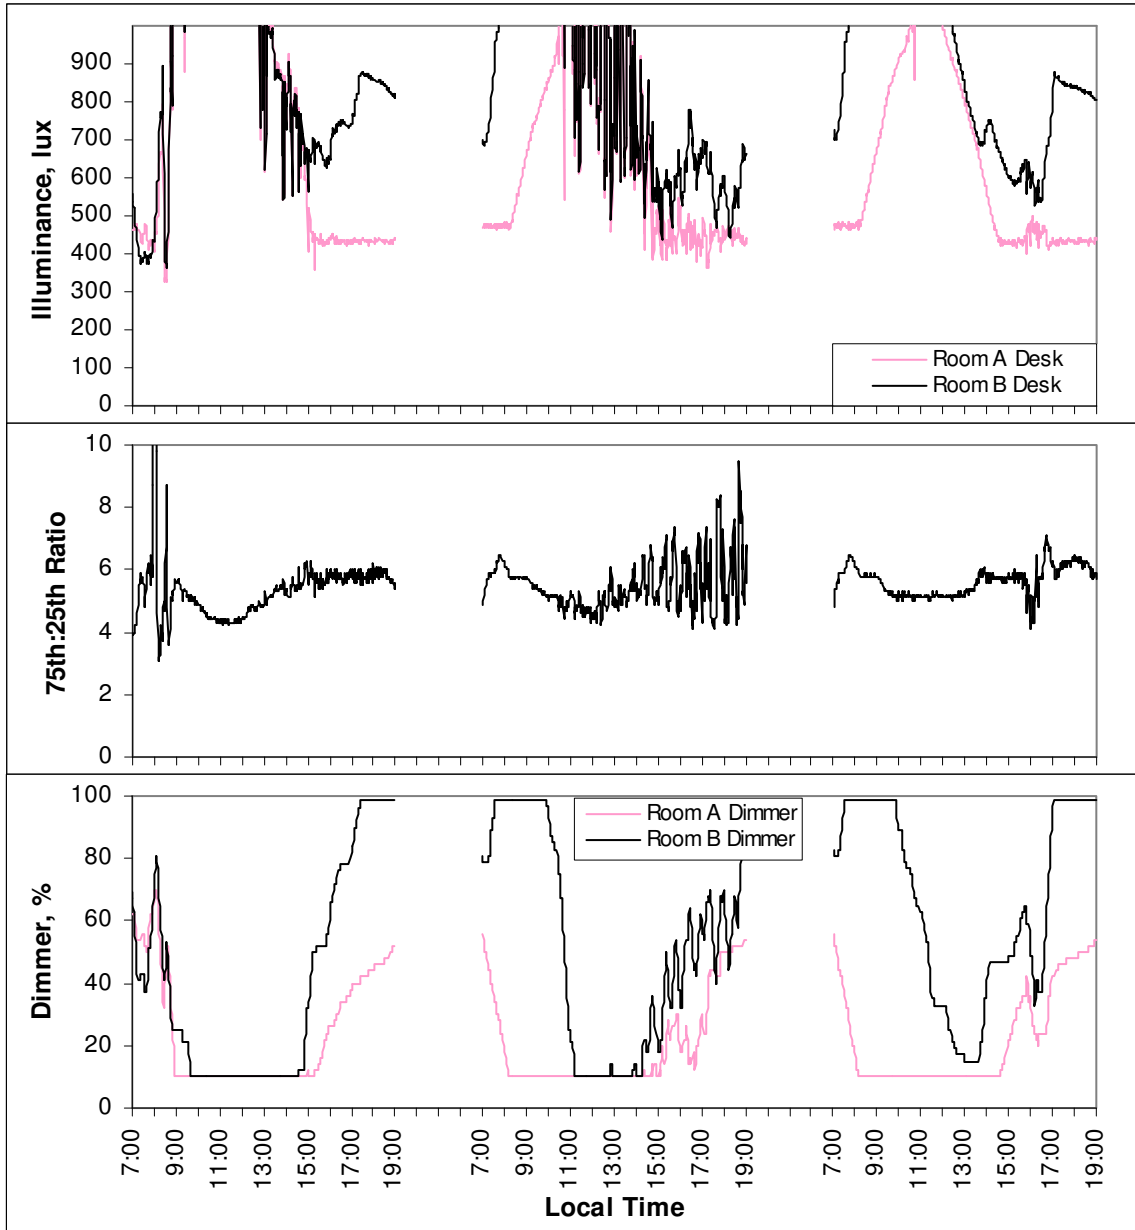 Illuminance, lux
900
800
700
600
500
400
300
200
100
0
Room A Desk
Room B Desk
75th:25th Ratio
10
8
6
4
2
0
Dimmer, %
100
80
60
40
20
0
Room A Dimmer
Room B Dimmer
7:00 9:00 11:00 13:00 15:00 17:00 19:00 7:00 9:00 11:00 13:00 15:00 17:00 19:00 7:00 9:00 11:00 13:00 15:00 17:00 19:00
Local Time